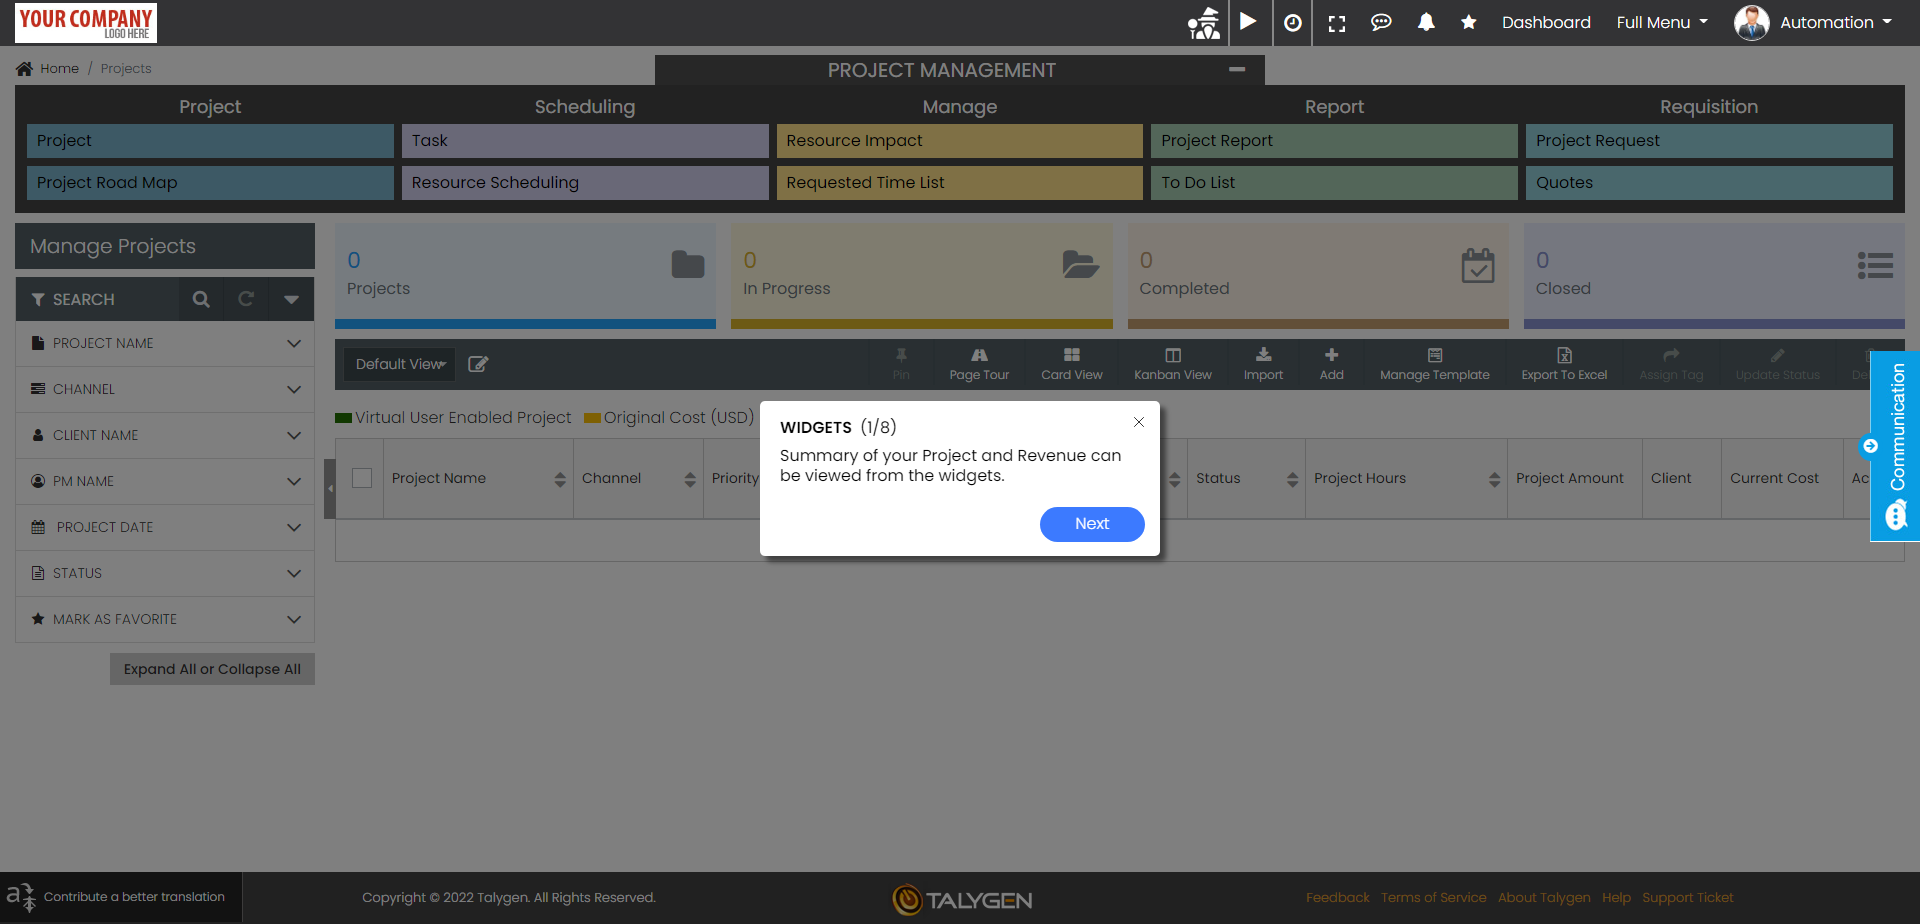 YOUR COMPANY
LOGO HERE
Dashboard
Full Menu
Automation
Home / Projects
PROJECT MANAGEMENT
Project
Scheduling
Manage
Report
Requisition
Project
Task
Resource Impact
Project Report
Project Request
Project Road Map
Resource Scheduling
Requested Time List
To Do List
Quotes
Manage Projects
0
Projects
0
In Progress
0
Completed
0
Closed
SEARCH
PROJECT NAME
CHANNEL
CLIENT NAME
PM NAME
PROJECT DATE
STATUS
MARK AS FAVORITE
Expand All or Collapse All
Default View
Pin
Page Tour
Card View
Kanban View
Import
Add
Manage Template
Export To Excel
Assign Tag
Update Status
Virtual User Enabled Project
Original Cost (USD)
Project Name
Channel
Priority
Status
Project Hours
Project Amount
Client
Current Cost
Ac
WIDGETS (1/8)
Summary of your Project and Revenue can
be viewed from the widgets.
Next
Communication
Contribute a better translation
Copyright © 2022 Talygen. All Rights Reserved.
TALYGEN
Feedback
Terms of Service
About Talygen
Help
Support Ticket